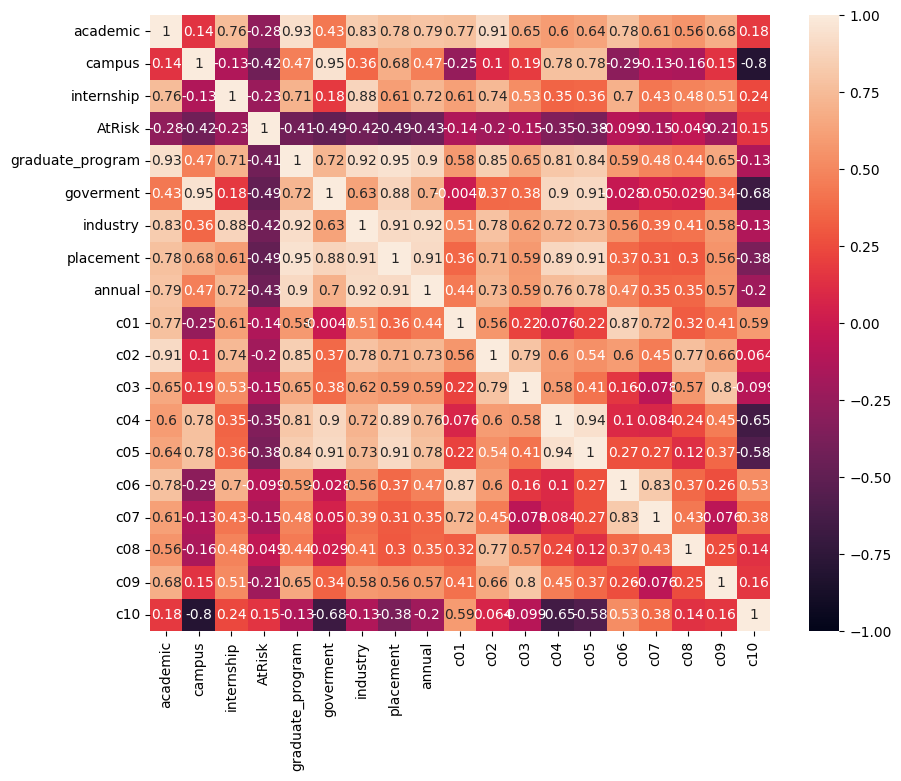 academic 1 0.14 0.76 -0.28 0.93 0.43 0.83 0.78 0.79 0.77 0.91 0.65 0.6 0.64 0.78 0.61 0.56 0.68 0.18
campus 0.14 1 -0.13 -0.42 0.47 0.95 0.36 0.68 0.47 -0.25 0.1 0.19 0.78 0.78 -0.29 -0.13 -0.16 0.15 -0.8
internship 0.76 -0.13 1 -0.23 0.71 0.18 0.88 0.61 0.72 0.61 0.74 0.53 0.35 0.36 0.7 0.43 0.48 0.51 0.24
AtRisk -0.28 -0.42 -0.23 1 -0.41 -0.49 -0.42 -0.49 -0.43 -0.14 -0.2 -0.15 -0.35 -0.38 -0.099 -0.15 -0.049 -0.21 0.15
graduate_program 0.93 0.47 0.71 -0.41 1 0.72 0.92 0.95 0.9 0.58 0.85 0.65 0.81 0.84 0.59 0.48 0.44 0.65 -0.13
goverment 0.43 0.95 0.18 -0.49 0.72 1 0.63 0.88 0.7 -0.0047 0.37 0.38 0.9 0.91 -0.028 0.05 0.029 0.34 -0.68
industry 0.83 0.36 0.88 -0.42 0.92 0.63 1 0.91 0.92 0.51 0.78 0.62 0.72 0.73 0.56 0.39 0.41 0.58 -0.13
placement 0.78 0.68 0.61 -0.49 0.95 0.88 0.91 1 0.91 0.36 0.71 0.59 0.89 0.91 0.37 0.31 0.3 0.56 -0.38
annual 0.79 0.47 0.72 -0.43 0.9 0.7 0.92 0.91 1 0.44 0.73 0.59 0.76 0.78 0.47 0.35 0.35 0.57 -0.2
c01 0.77 -0.25 0.61 -0.14 0.58 -0.0047 0.51 0.36 0.44 1 0.56 0.22 0.076 0.22 0.87 0.72 0.32 0.41 0.59
c02 0.91 0.1 0.74 -0.2 0.85 0.37 0.78 0.71 0.73 0.56 1 0.79 0.6 0.54 0.6 0.45 0.77 0.66 0.064
c03 0.65 0.19 0.53 -0.15 0.65 0.38 0.62 0.59 0.59 0.22 0.79 1 0.58 0.41 0.16 -0.078 0.57 0.8 -0.099
c04 0.6 0.78 0.35 -0.35 0.81 0.9 0.72 0.89 0.76 0.076 0.6 0.58 1 0.94 0.1 0.084 0.24 0.45 -0.65
c05 0.64 0.78 0.36 -0.38 0.84 0.91 0.73 0.91 0.78 0.22 0.54 0.41 0.94 1 0.27 0.27 0.12 0.37 -0.58
c06 0.78 -0.29 0.7 -0.099 0.59 -0.028 0.56 0.37 0.47 0.87 0.6 0.16 0.1 0.27 1 0.83 0.37 0.26 0.53
c07 0.61 -0.13 0.43 -0.15 0.48 0.05 0.39 0.31 0.35 0.72 0.45 -0.078 0.084 0.27 0.83 1 0.43 -0.076 0.38
c08 0.56 -0.16 0.48 -0.049 0.44 0.029 0.41 0.3 0.35 0.32 0.77 0.57 0.24 0.12 0.37 0.43 1 0.25 0.14
c09 0.68 0.15 0.51 -0.21 0.65 0.34 0.58 0.56 0.57 0.41 0.66 0.8 0.45 0.37 0.26 -0.076 0.25 1 0.16
c10 0.18 -0.8 0.24 0.15 -0.13 -0.68 -0.13 -0.38 -0.2 0.59 0.064 -0.099 -0.65 -0.58 0.53 0.38 0.14 0.16 1
academic campus internship AtRisk graduate_program goverment industry placement annual c01 c02 c03 c04 c05 c06 c07 c08 c09 c10
1.00
0.75
0.50
0.25
0.00
−0.25
−0.50
−0.75
−1.00